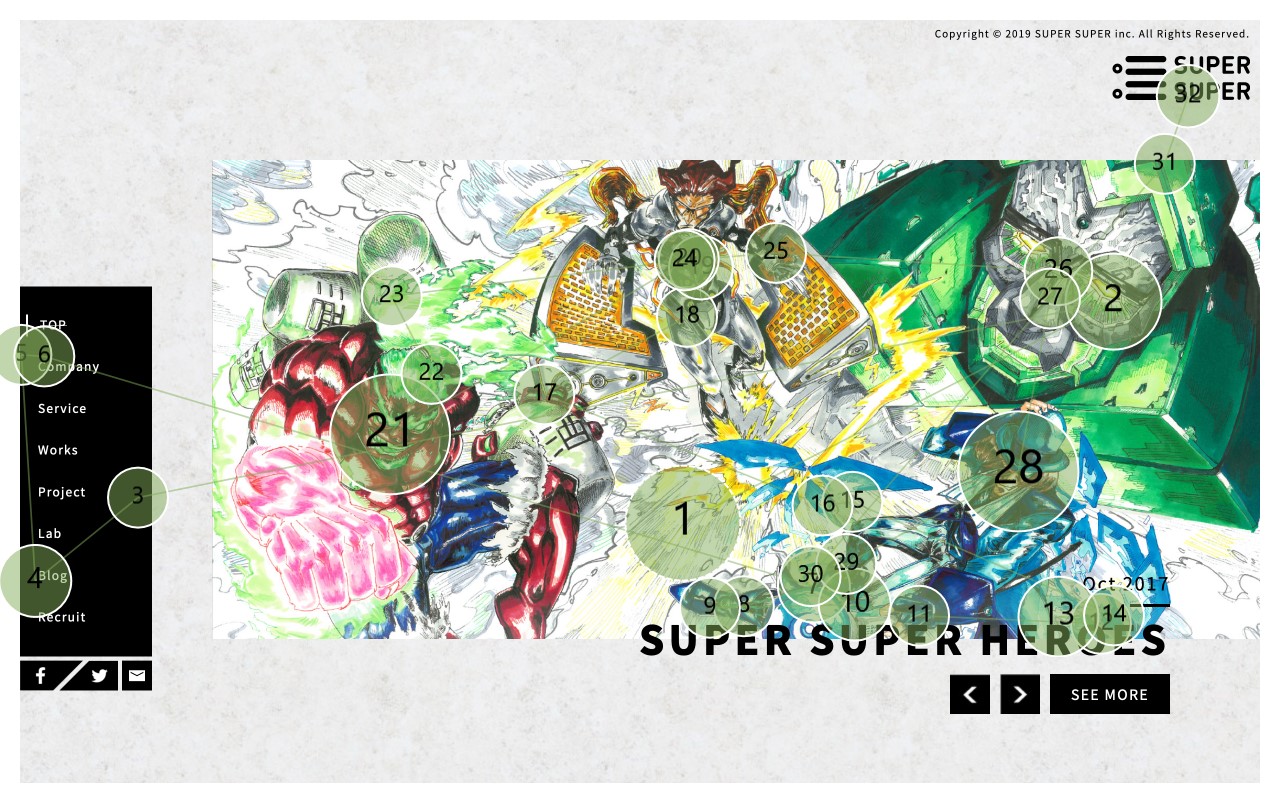 Copyright © 2019 SUPER SUPER inc. All Rights Reserved.
SUPER
SUPER
32
31
24
25
26
23
27
2
18
TOP
5
6
Company
22
17
Service
21
Works
28
Project
3
16
15
1
Lab
4
Blog
29
30
Oct 2017
Recruit
9
8
10
11
13
14
SUPER SUPER HEROES
SEE MORE